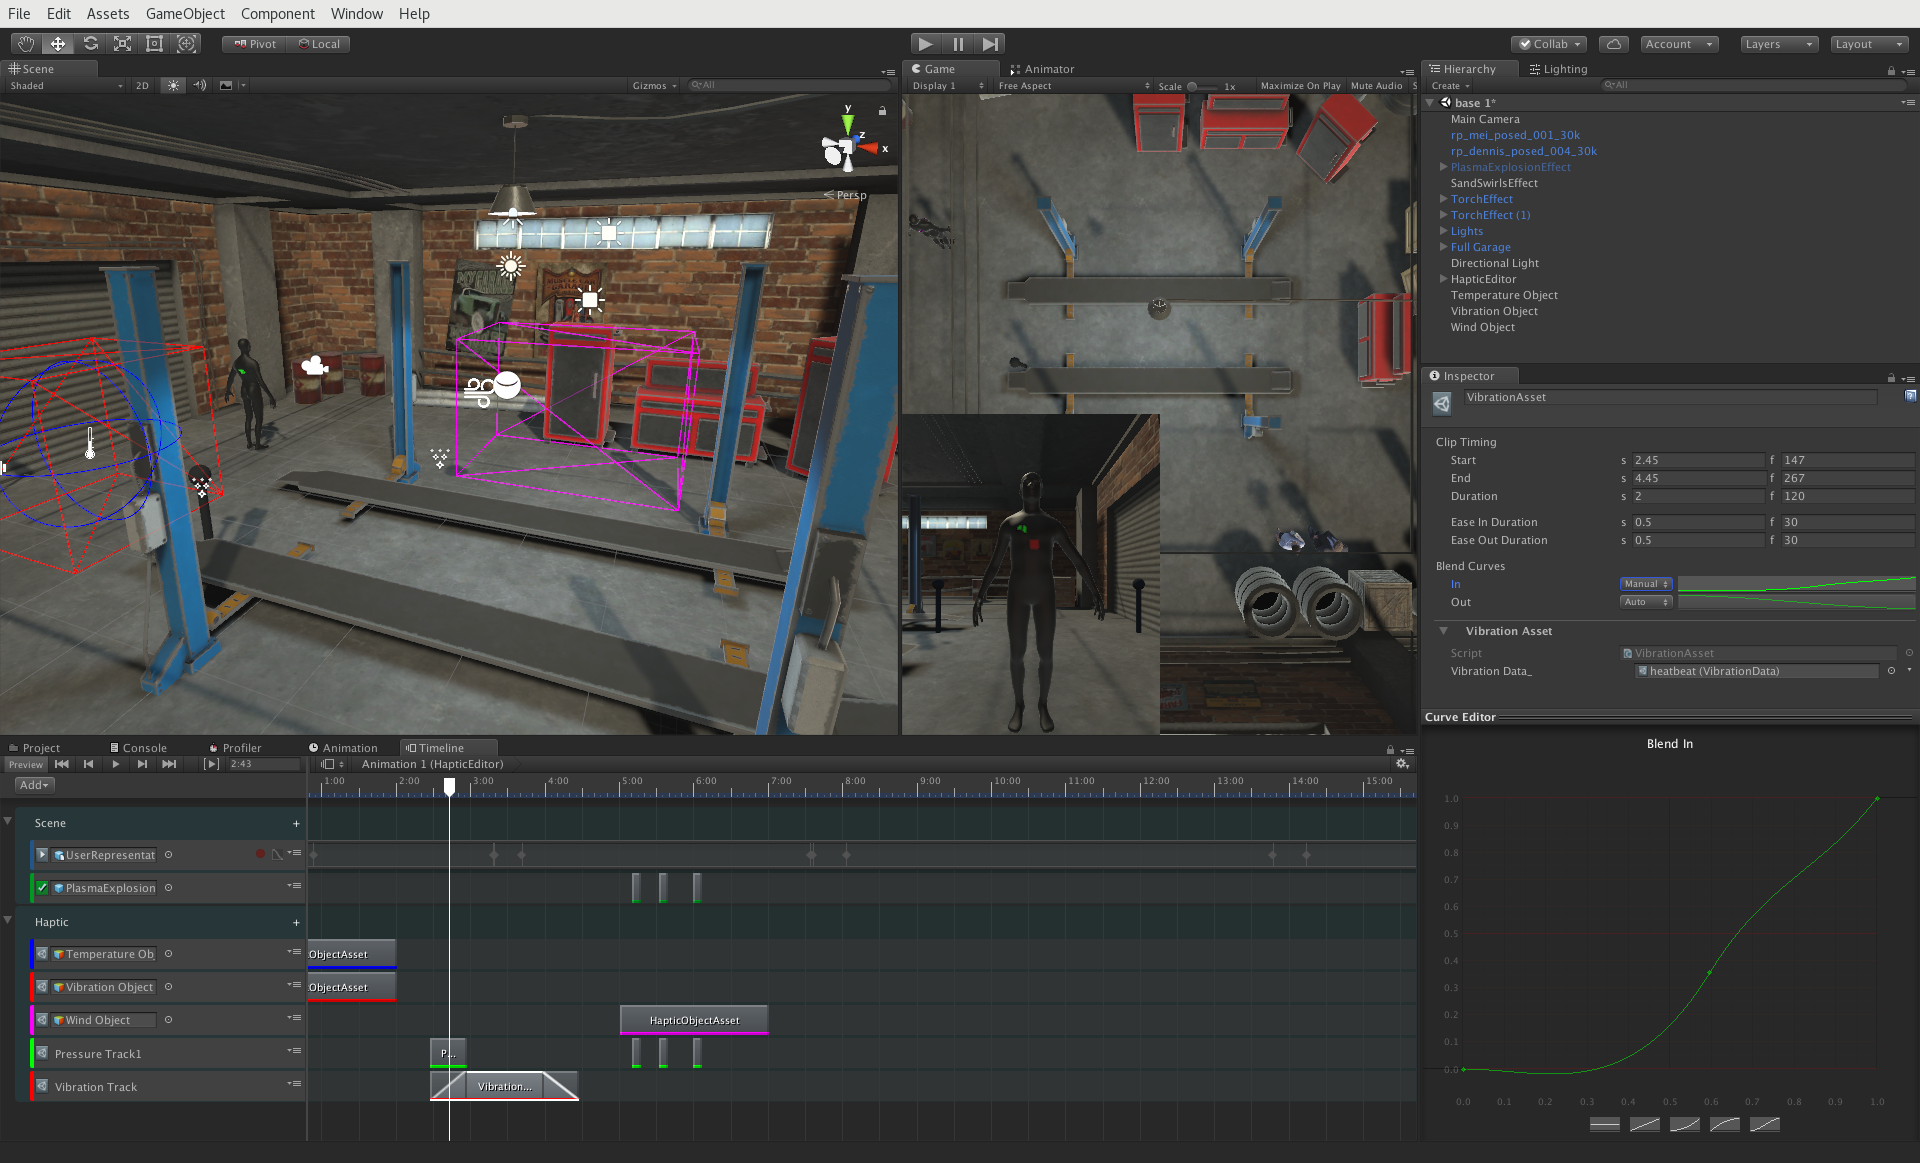 File Edit Assets GameObject Component Window Help
Pivot Local
Collab Account Layers Layout
Scene
Shaded 2D Gizmos All
y
z
x
Persp
Game Animator
Display 1 Free Aspect Scale 1x Maximize On Play Mute Audio S
Hierarchy Lighting
Create All
base 1*
Main Camera
rp_mei_posed_001_30k
rp_dennis_posed_004_30k
PlasmaExplosionEffect
SandSwirlsEffect
TorchEffect
TorchEffect (1)
Lights
Full Garage
Directional Light
HapticEditor
Temperature Object
Vibration Object
Wind Object
Inspector
VibrationAsset
Clip Timing
Start s 2.45 f 147
End s 4.45 f 267
Duration s 2 f 120
Ease In Duration s 0.5 f 30
Ease Out Duration s 0.5 f 30
Blend Curves
In Manual
Out Auto
Vibration Asset
Script VibrationAsset
Vibration Data_ heatbeat (VibrationData)
Curve Editor
Blend In
1.0
0.9
0.8
0.7
0.6
0.5
0.4
0.3
0.2
0.1
0.0
0.0 0.1 0.2 0.3 0.4 0.5 0.6 0.7 0.8 0.9 1.0
Project Console Profiler Animation Timeline
Preview 2:43 Animation 1 (HapticEditor)
Add 1:00 2:00 3:00 4:00 5:00 6:00 7:00 8:00 9:00 10:00 11:00 12:00 13:00 14:00 15:00
Scene +
UserRepresentat
PlasmaExplosion
Haptic +
Temperature Ob ObjectAsset
Vibration Object ObjectAsset
Wind Object HapticObjectAsset
Pressure Track1 P...
Vibration Track Vibration...